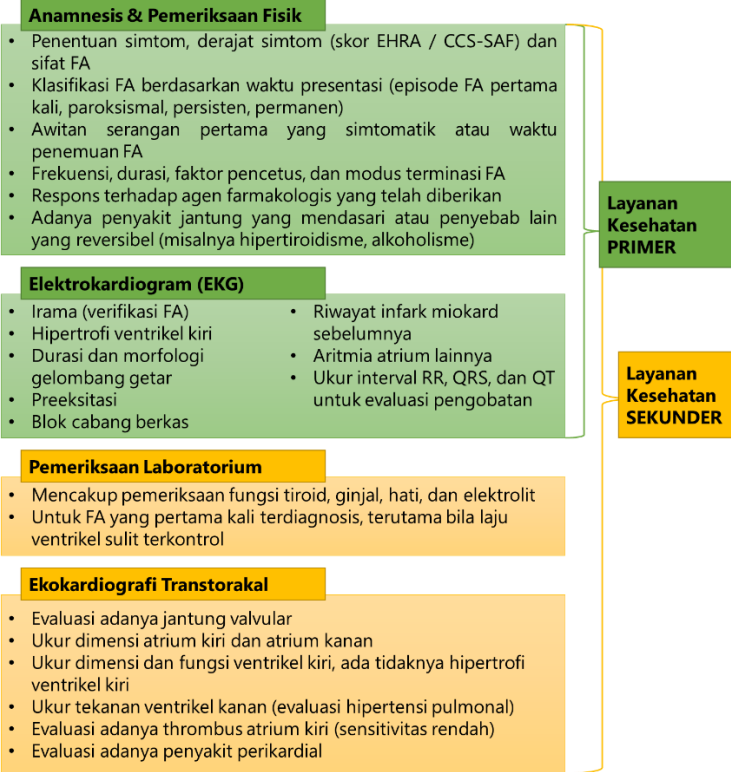 Anamnesis & Pemeriksaan Fisik
• Penentuan simtom, derajat simtom (skor EHRA / CCS-SAF) dan
sifat FA
• Klasifikasi FA berdasarkan waktu presentasi (episode FA pertama
kali, paroksismal, persisten, permanen)
• Awitan serangan pertama yang simtomatik atau waktu
penemuan FA
• Frekuensi, durasi, faktor pencetus, dan modus terminasi FA
• Respons terhadap agen farmakologis yang telah diberikan
• Adanya penyakit jantung yang mendasari atau penyebab lain
yang reversibel (misalnya hipertiroidisme, alkoholisme)
Layanan
Kesehatan
PRIMER
Elektrokardiogram (EKG)
• Irama (verifikasi FA)
• Hipertrofi ventrikel kiri
• Durasi dan morfologi
gelombang getar
• Preeksitasi
• Blok cabang berkas
• Riwayat infark miokard
sebelumnya
• Aritmia atrium lainnya
• Ukur interval RR, QRS, dan QT
untuk evaluasi pengobatan
Layanan
Kesehatan
SEKUNDER
Pemeriksaan Laboratorium
• Mencakup pemeriksaan fungsi tiroid, ginjal, hati, dan elektrolit
• Untuk FA yang pertama kali terdiagnosis, terutama bila laju
ventrikel sulit terkontrol
Ekokardiografi Transtorakal
• Evaluasi adanya jantung valvular
• Ukur dimensi atrium kiri dan atrium kanan
• Ukur dimensi dan fungsi ventrikel kiri, ada tidaknya hipertrofi
ventrikel kiri
• Ukur tekanan ventrikel kanan (evaluasi hipertensi pulmonal)
• Evaluasi adanya thrombus atrium kiri (sensitivitas rendah)
• Evaluasi adanya penyakit perikardial